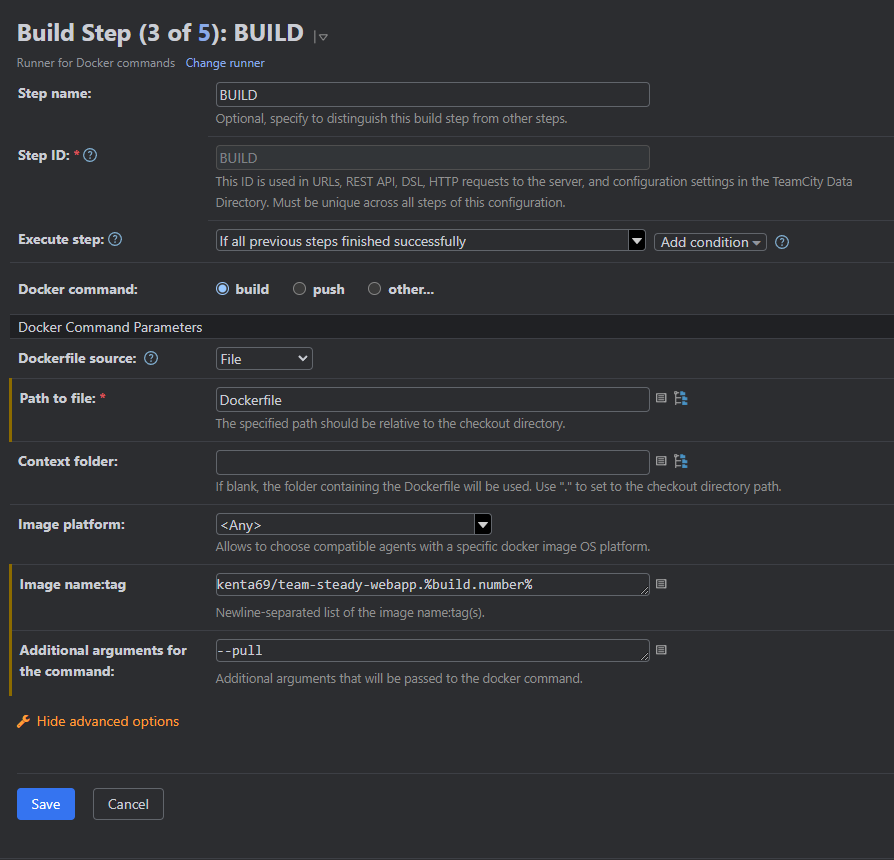 Build Step (3 of 5): BUILD
Runner for Docker commands Change runner
Step name:
BUILD
Optional, specify to distinguish this build step from other steps.
Step ID: *
BUILD
This ID is used in URLs, REST API, DSL, HTTP requests to the server, and configuration settings in the TeamCity Data
Directory. Must be unique across all steps of this configuration.
Execute step:
If all previous steps finished successfully
Add condition
Docker command:
build push other...
Docker Command Parameters
Dockerfile source:
File
Path to file: *
Dockerfile
The specified path should be relative to the checkout directory.
Context folder:
If blank, the folder containing the Dockerfile will be used. Use "." to set to the checkout directory path.
Image platform:
<Any>
Allows to choose compatible agents with a specific docker image OS platform.
Image name:tag
kenta69/team-steady-webapp.%build.number%
Newline-separated list of the image name:tag(s).
Additional arguments for
the command:
--pull
Additional arguments that will be passed to the docker command.
Hide advanced options
Save Cancel